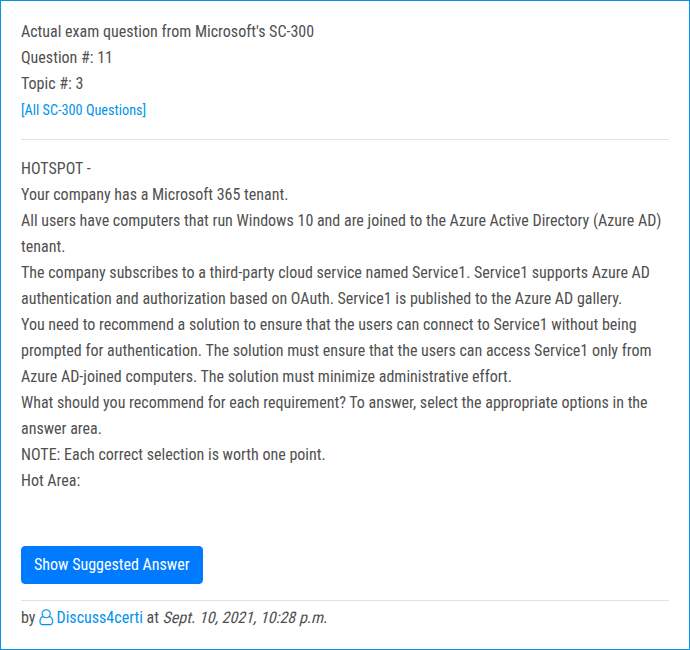 Actual exam question from Microsoft's SC-300
Question #: 11
Topic #: 3
[All SC-300 Questions]
HOTSPOT -
Your company has a Microsoft 365 tenant.
All users have computers that run Windows 10 and are joined to the Azure Active Directory (Azure AD)
tenant.
The company subscribes to a third-party cloud service named Service1. Service1 supports Azure AD
authentication and authorization based on OAuth. Service1 is published to the Azure AD gallery.
You need to recommend a solution to ensure that the users can connect to Service1 without being
prompted for authentication. The solution must ensure that the users can access Service1 only from
Azure AD-joined computers. The solution must minimize administrative effort.
What should you recommend for each requirement? To answer, select the appropriate options in the
answer area.
NOTE: Each correct selection is worth one point.
Hot Area:
Show Suggested Answer
by Discuss4certi at Sept. 10, 2021, 10:28 p.m.